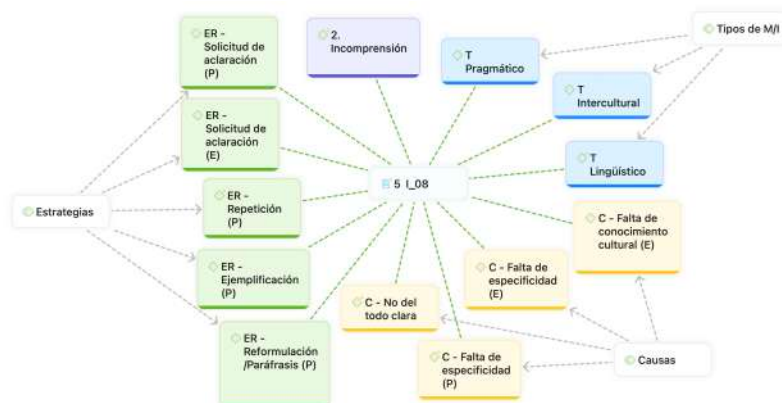 ER -
Solicitud de
aclaración
(P)
2.
Incomprensión
T
Pragmático
Tipos de M/I
T
Intercultural
ER -
Solicitud de
aclaración
(E)
T
Lingüístico
5 I_08
ER -
Repetición
(P)
Estrategias
C - Falta de
conocimiento
cultural (E)
ER -
Ejemplificación
(P)
C - Falta de
especificidad
(E)
C - No del
todo clara
ER -
Reformulación
/Paráfrasis (P)
C - Falta de
especificidad
(P)
Causas